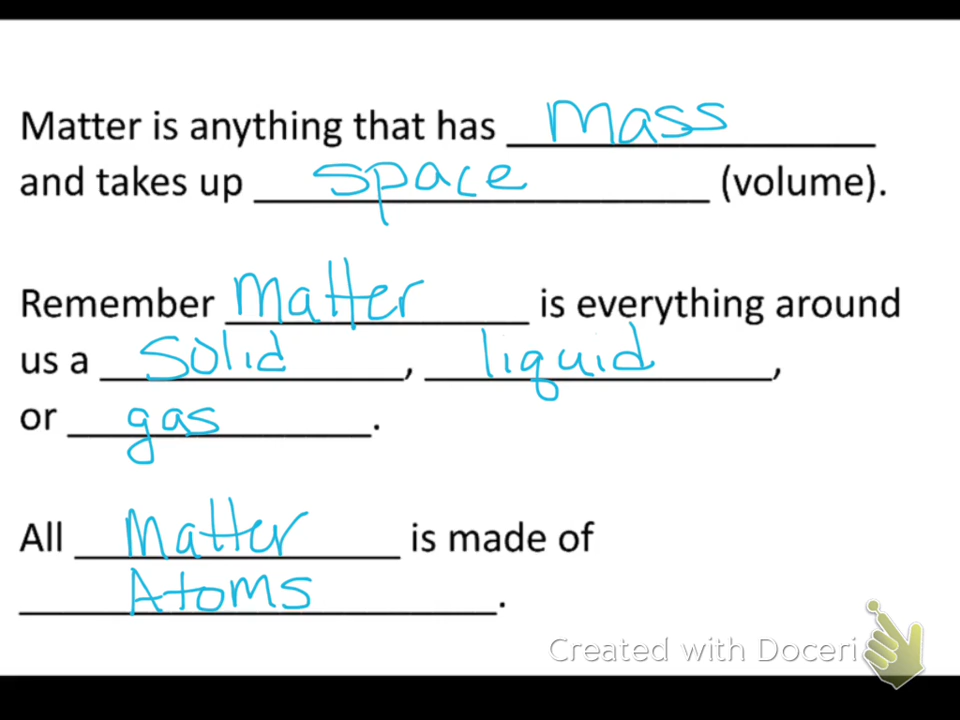 Matter is anything that has mass
and takes up space (volume).
Remember matter is everything around
us a solid, liquid,
or gas.
All Matter is made of
Atoms.
Created with Doceri